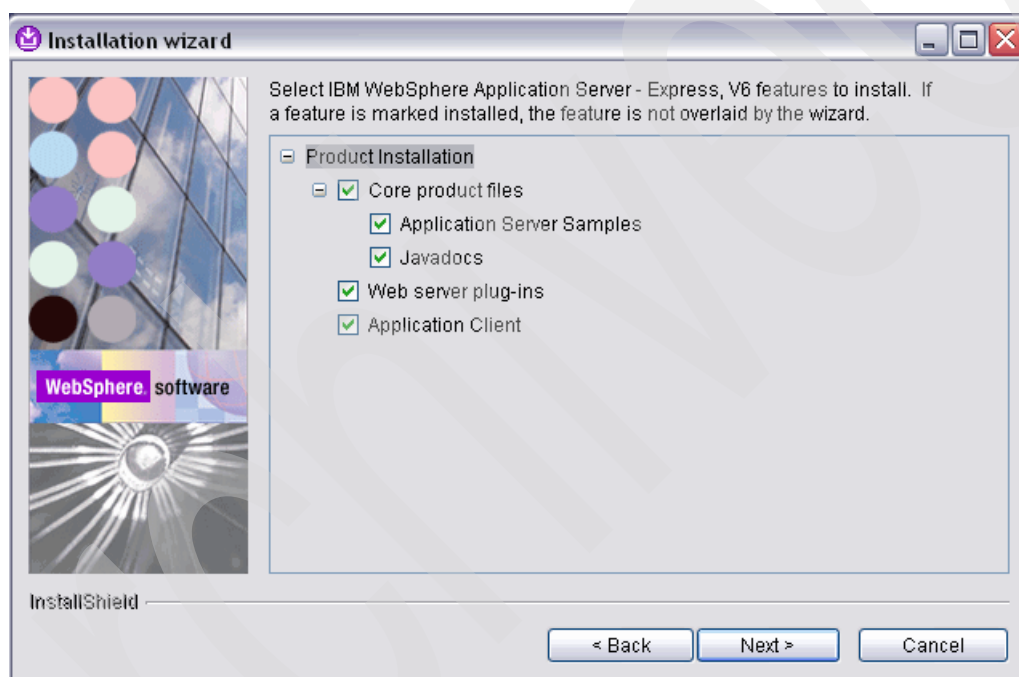 Installation wizard
Select IBM WebSphere Application Server - Express, V6 features to install. If
a feature is marked installed, the feature is not overlaid by the wizard.
Product Installation
Core product files
Application Server Samples
Javadocs
Web server plug-ins
Application Client
WebSphere. software
InstallShield
< Back
Next >
Cancel